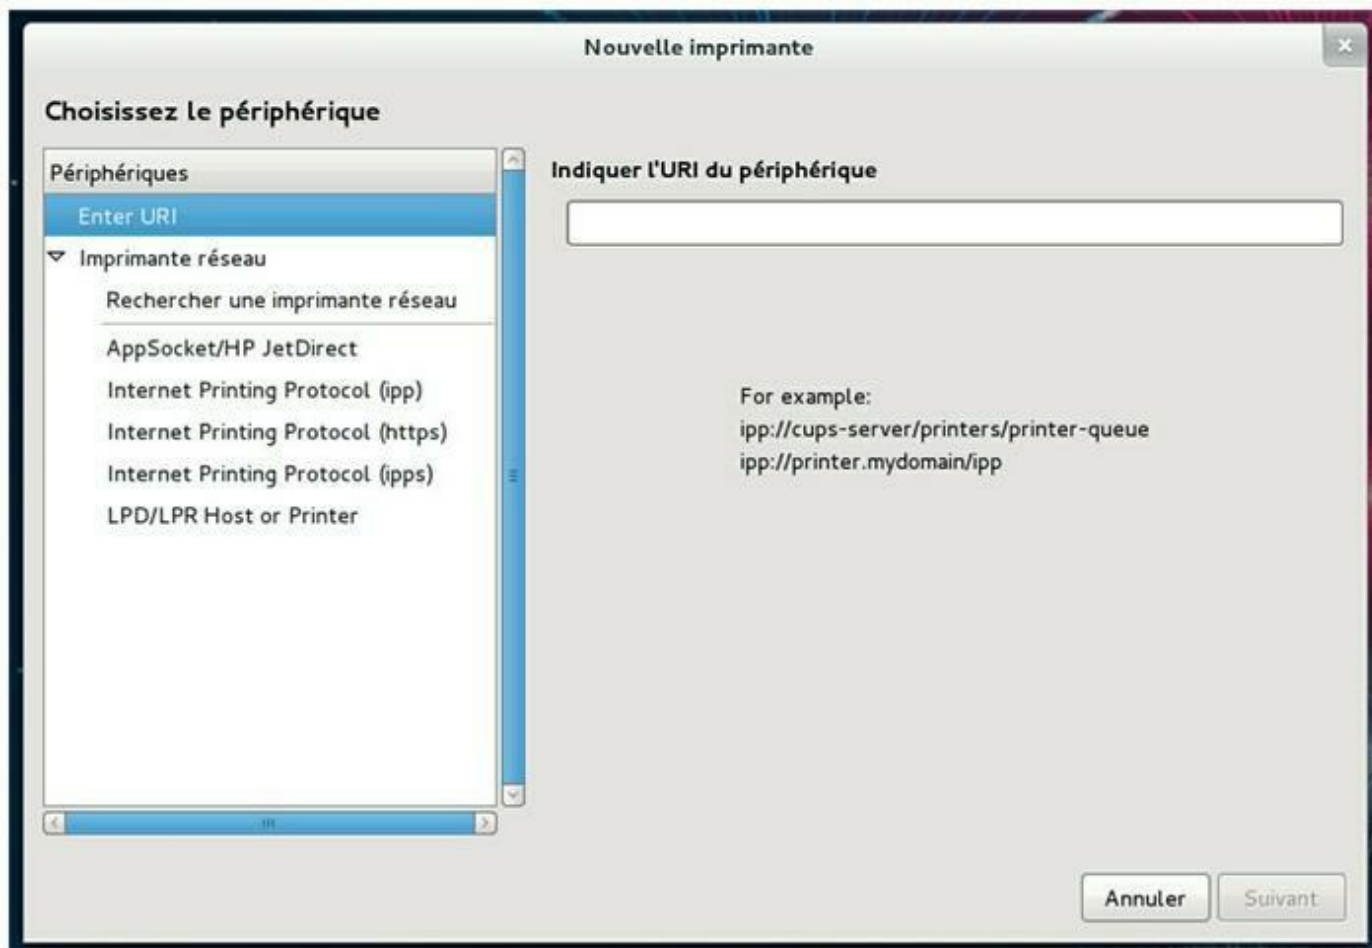 Nouvelle imprimante
Choisissez le périphérique
Périphériques
Enter URI
Imprimante réseau
Rechercher une imprimante réseau
AppSocket/HP JetDirect
Internet Printing Protocol (ipp)
Internet Printing Protocol (https)
Internet Printing Protocol (ipps)
LPD/LPR Host or Printer
Indiquer l'URI du périphérique
For example:
ipp://cups-server/printers/printer-queue
ipp://printer.mydomain/ipp
Annuler
Suivant